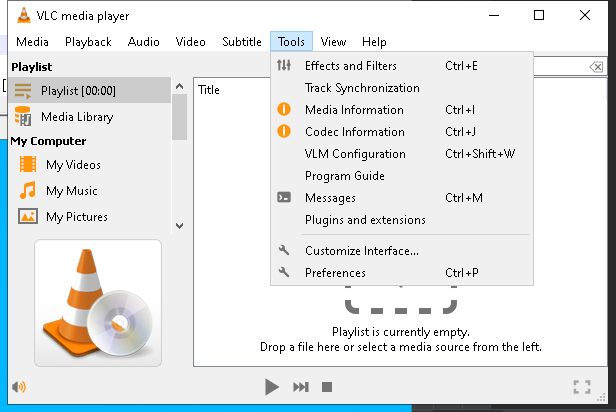 VLC media player
Media Playback Audio Video Subtitle Tools View Help
Playlist
Playlist [00:00]
Media Library
My Computer
My Videos
My Music
My Pictures
Title
Effects and Filters Ctrl+E
Track Synchronization
Media Information Ctrl+I
Codec Information Ctrl+J
VLM Configuration Ctrl+Shift+W
Program Guide
Messages Ctrl+M
Plugins and extensions
Customize Interface...
Preferences Ctrl+P
Playlist is currently empty.
Drop a file here or select a media source from the left.